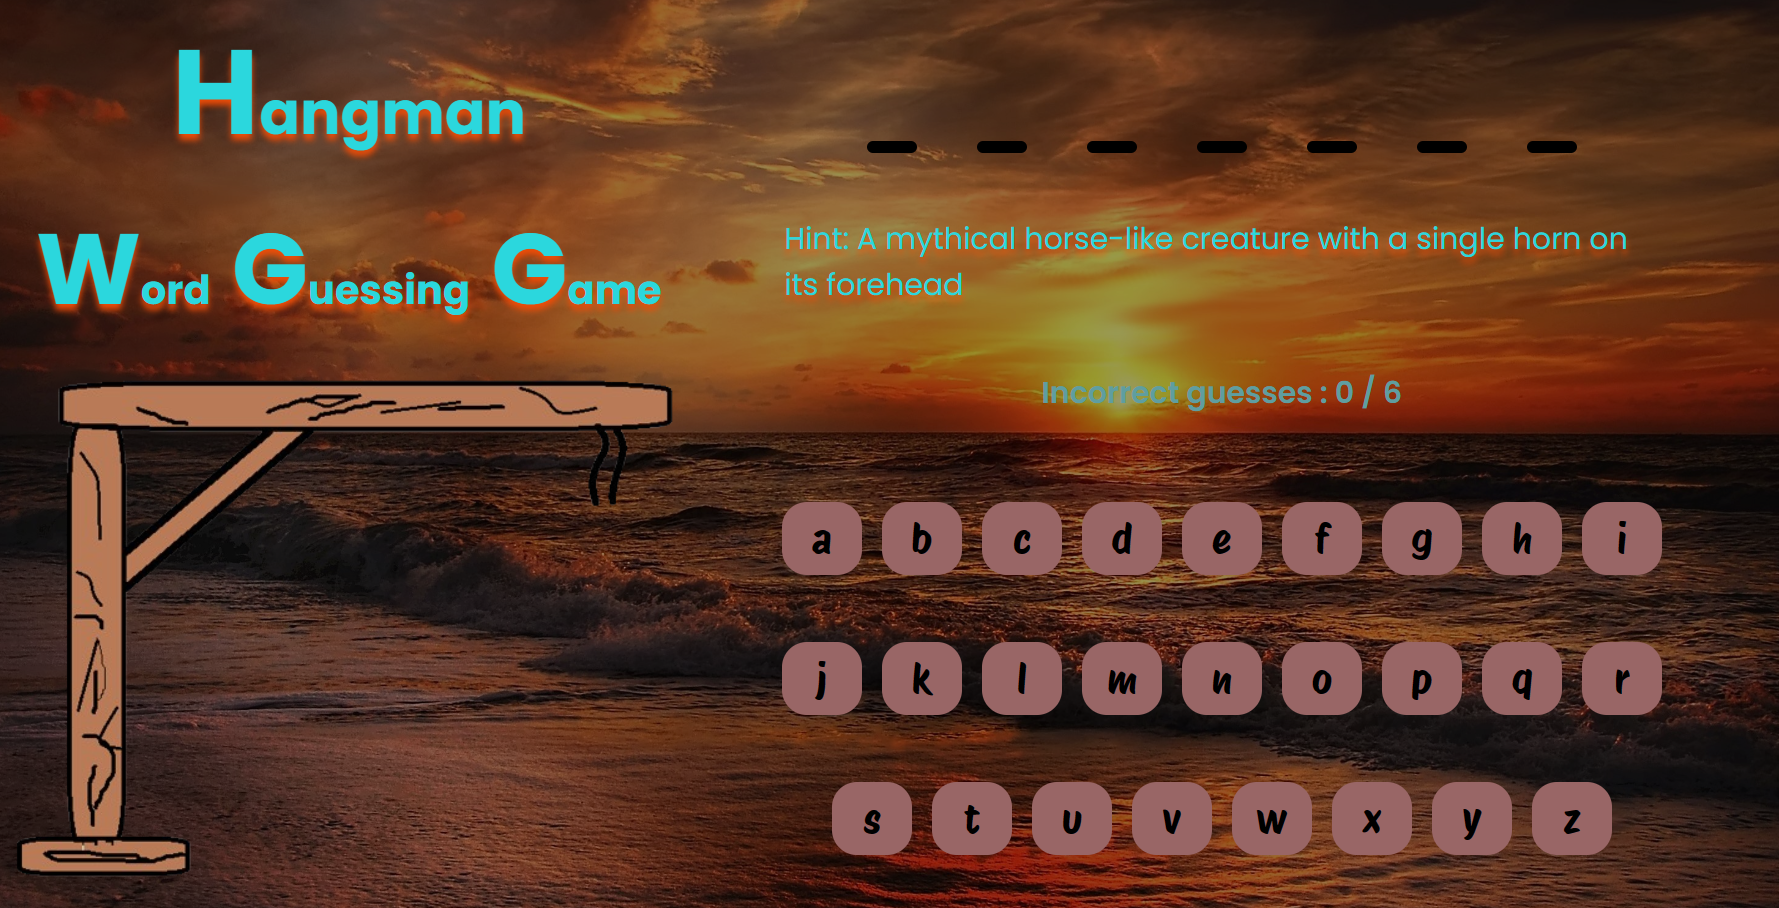 Hangman
Word Guessing Game
Hint: A mythical horse-like creature with a single horn on
its forehead
Incorrect guesses : 0 / 6
a b c d e f g h i
j k l m n o p q r
s t u v w x y z